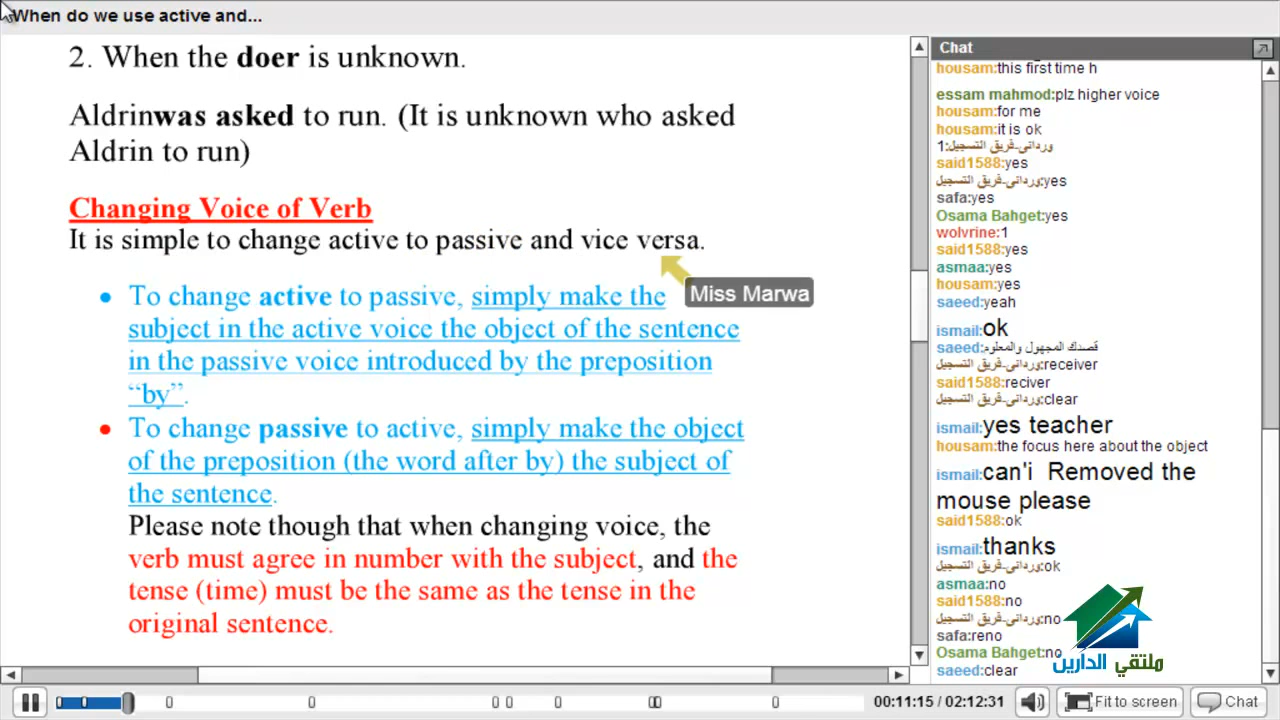 When do we use active and...
2. When the doer is unknown.
Aldrinwas asked to run. (It is unknown who asked
Aldrin to run)
Changing Voice of Verb
It is simple to change active to passive and vice versa.
Miss Marwa
• To change active to passive, simply make the
subject in the active voice the object of the sentence
in the passive voice introduced by the preposition
“by”.
• To change passive to active, simply make the object
of the preposition (the word after by) the subject of
the sentence.
Please note though that when changing voice, the
verb must agree in number with the subject, and the
tense (time) must be the same as the tense in the
original sentence.
Chat
housam:this first time h
essam mahmod:plz higher voice
housam:for me
housam:it is ok
ورداني-فريق التسجيل:1
said1588:yes
ورداني-فريق التسجيل:yes
safa:yes
Osama Bahget:yes
wolvrine:1
said1588:yes
asmaa:yes
housam:yes
saeed:yeah
ismail:ok
saeed:قصدك المجهول والمعلوم
ورداني-فريق التسجيل:receiver
said1588:reciver
ورداني-فريق التسجيل:clear
ismail:yes teacher
housam:the focus here about the object
ismail:can'i Removed the
mouse please
said1588:ok
ismail:thanks
ورداني-فريق التسجيل:ok
asmaa:no
said1588:no
ورداني-فريق التسجيل:no
safa:reno
Osama Bahget:no
saeed:clear
ملتقي الدارين
00:11:15 / 02:12:31
Fit to screen
Chat